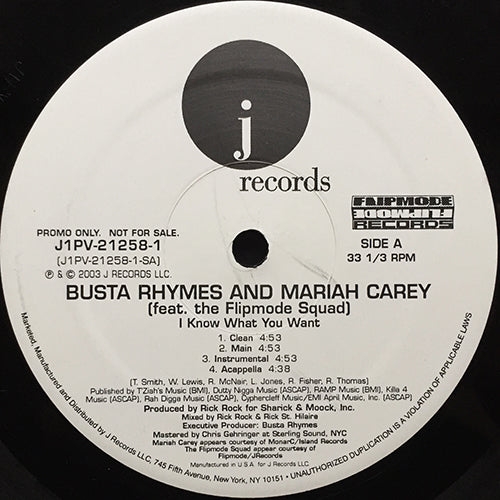 j
records
FLIPMODE
FLIPMODE
RECORDS
PROMO ONLY. NOT FOR SALE.
J1PV-21258-1
(J1PV-21258-1-SA)
℗ & © 2003 J RECORDS LLC.
SIDE A
33 1/3 RPM
BUSTA RHYMES AND MARIAH CAREY
(feat. the Flipmode Squad)
I Know What You Want
1. Clean 4:53
2. Main 4:53
3. Instrumental 4:53
4. Acappella 4:38
(T. Smith, W. Lewis, R. McNair, L. Jones, R. Fisher, R. Thomas)
Published by T'Ziah's Music (BMI), Dutty Nigga Music (ASCAP), RAMP Music (BMI), Killa 4
Music (ASCAP), Rah Digga Music (ASCAP), Cyphercleff Music/EMI April Music, Inc. (ASCAP)
Produced by Rick Rock for Sharick & Moock, Inc.
Mixed by Rick Rock & Rick St. Hilaire
Executive Producer: Busta Rhymes
Mastered by Chris Gehringer at Sterling Sound, NYC
Mariah Carey appears courtesy of MonarC/Island Records
The Flipmode Squad appear courtesy of
Flipmode/JRecords
Manufactured in U.S.A. for J Records LLC.
Marketed, Manufactured and Distributed by J Records LLC, 745 Fifth Avenue, New York, NY 10151 • UNAUTHORIZED DUPLICATION IS A VIOLATION OF APPLICABLE LAWS